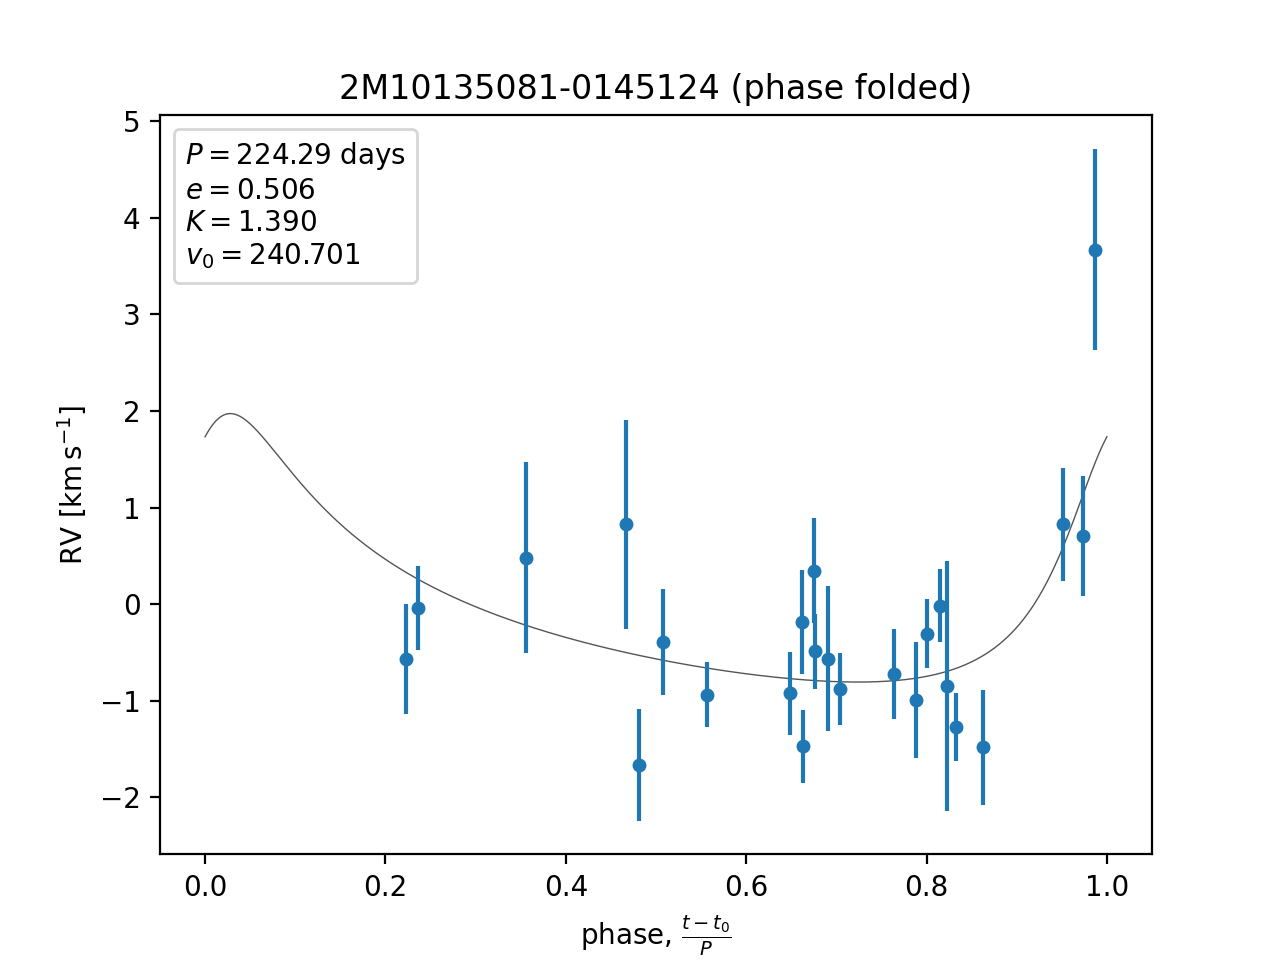 2M10135081-0145124 (phase folded)
P = 224.29 days
e = 0.506
K = 1.390
v₀ = 240.701
5
4
3
2
1
0
−1
−2
RV [km s⁻¹]
0.0 0.2 0.4 0.6 0.8 1.0
phase, (t − t₀)/P